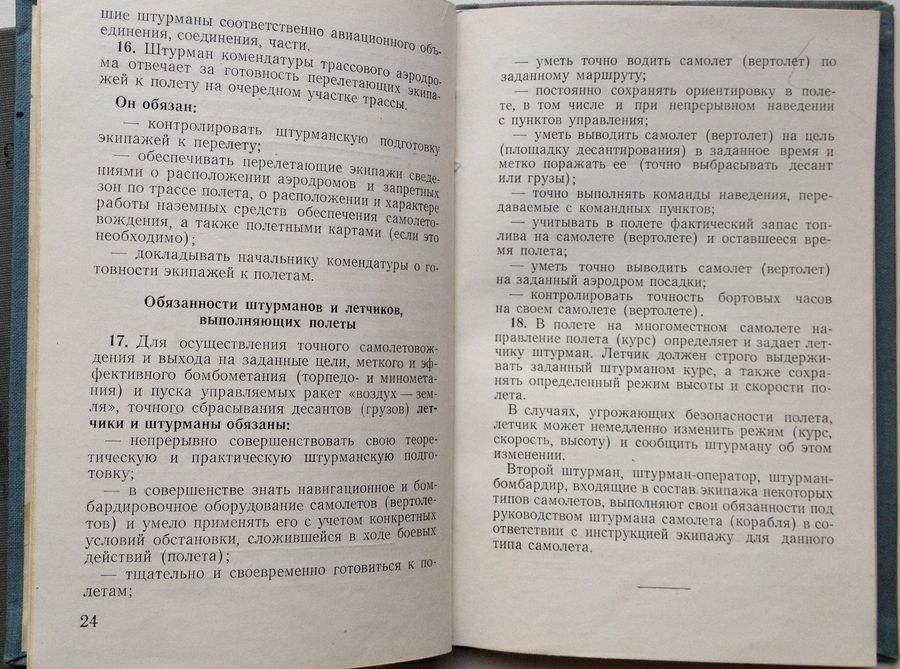 шие штурманы соответственно авиационного объ-
единения, соединения, части.
16. Штурман комендатуры трассового аэродро-
ма отвечает за готовность перелетающих экипа-
жей к полету на очередном участке трассы.
Он обязан:
— контролировать штурманскую подготовку
экипажей к перелету;
— обеспечивать перелетающие экипажи сведе-
ниями о расположении аэродромов и запретных
зон по трассе полета, о расположении и характере
работы наземных средств обеспечения самолето-
вождения, а также полетными картами (если это
необходимо);
— докладывать начальнику комендатуры о го-
товности экипажей к полетам.
Обязанности штурманов и летчиков,
выполняющих полеты
17. Для осуществления точного самолетовож-
дения и выхода на заданные цели, меткого и эф-
фективного бомбометания (торпедо- и минометa-
ния) и пуска управляемых ракет «воздух — зем-
ля», точного сбрасывания десантов (грузов) лет-
чики и штурманы обязаны:
— непрерывно совершенствовать свою теоре-
тическую и практическую штурманскую подго-
товку;
— в совершенстве знать навигационное и бом-
бардировочное оборудование самолетов (вертоле-
тов) и умело применять его с учетом конкретных
условий обстановки, сложившейся в ходе боевых
действий (полета);
— тщательно и своевременно готовиться к по-
летам;
24
— уметь точно водить самолет (вертолет) по
заданному маршруту;
— постоянно сохранять ориентировку в поле-
те, в том числе и при непрерывном наведении
с пунктов управления;
— уметь выводить самолет (вертолет) на цель
(площадку десантирования) в заданное время и
метко поражать ее (точно выбрасывать десант
или грузы);
— точно выполнять команды наведения, пере-
даваемые с командных пунктов;
— учитывать в полете фактический запас топ-
лива на самолете (вертолете) и оставшееся время
полета;
— уметь точно выводить самолет (вертолет)
на заданный аэродром посадки;
— контролировать точность бортовых часов
на своем самолете (вертолете).
18. В полете на многоместном самолете на-
правление полета (курс) определяет и задает лет-
чику штурман. Летчик должен строго выдержи-
вать заданный штурманом курс, а также сохра-
нять определенный режим высоты и скорости по-
лета.
В случаях, угрожающих безопасности полета,
летчик может немедленно изменить режим (курс,
скорость, высоту) и сообщить штурману об этом
изменении.
Второй штурман, штурман-оператор, штурман-
бомбардир, входящие в состав экипажа некоторых
типов самолетов, выполняют свои обязанности под
руководством штурмана самолета (корабля) в со-
ответствии с инструкцией экипажу для данного
типа самолета.